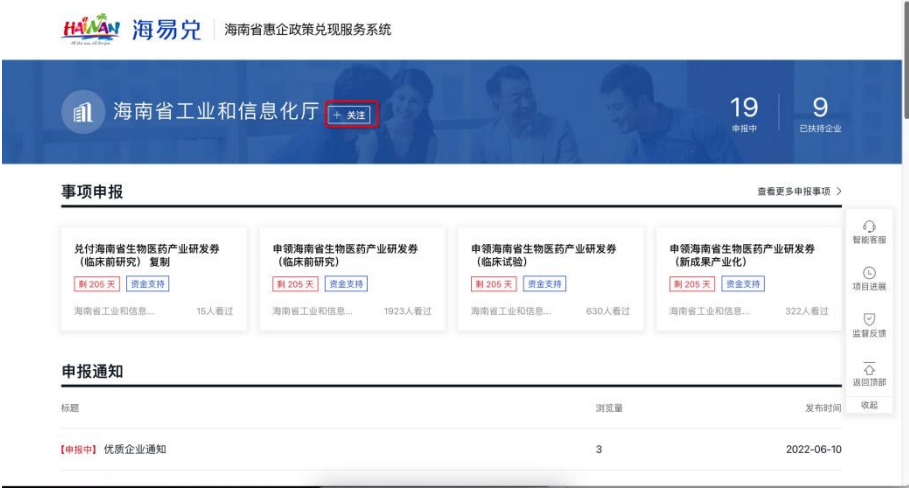 HAINAN 海易兑 海南省惠企政策兑现服务系统
海南省工业和信息化厅 + 关注
19 9
申报中 已扶持企业
事项申报 查看更多申报事项 >
兑付海南省生物医药产业研发券
(临床前研究) 复制
剩 205 天 资金支持
海南省工业和信息... 15人看过
申领海南省生物医药产业研发券
(临床前研究)
剩 205 天 资金支持
海南省工业和信息... 1923人看过
申领海南省生物医药产业研发券
(临床试验)
剩 205 天 资金支持
海南省工业和信息... 630人看过
申领海南省生物医药产业研发券
(新成果产业化)
剩 205 天 资金支持
海南省工业和信息... 322人看过
智能客服
项目进展
监督反馈
返回顶部
收起
申报通知
标题 浏览量 发布时间
【申报中】优质企业通知 3 2022-06-10